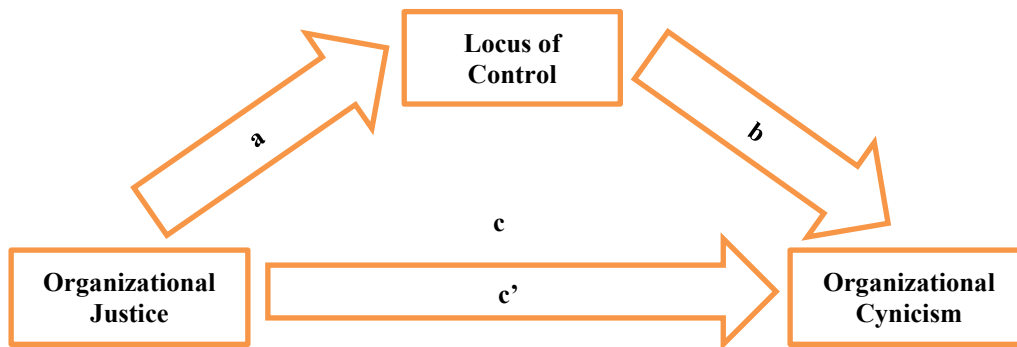 Locus of
Control
a
b
c
Organizational
Justice
c’
Organizational
Cynicism